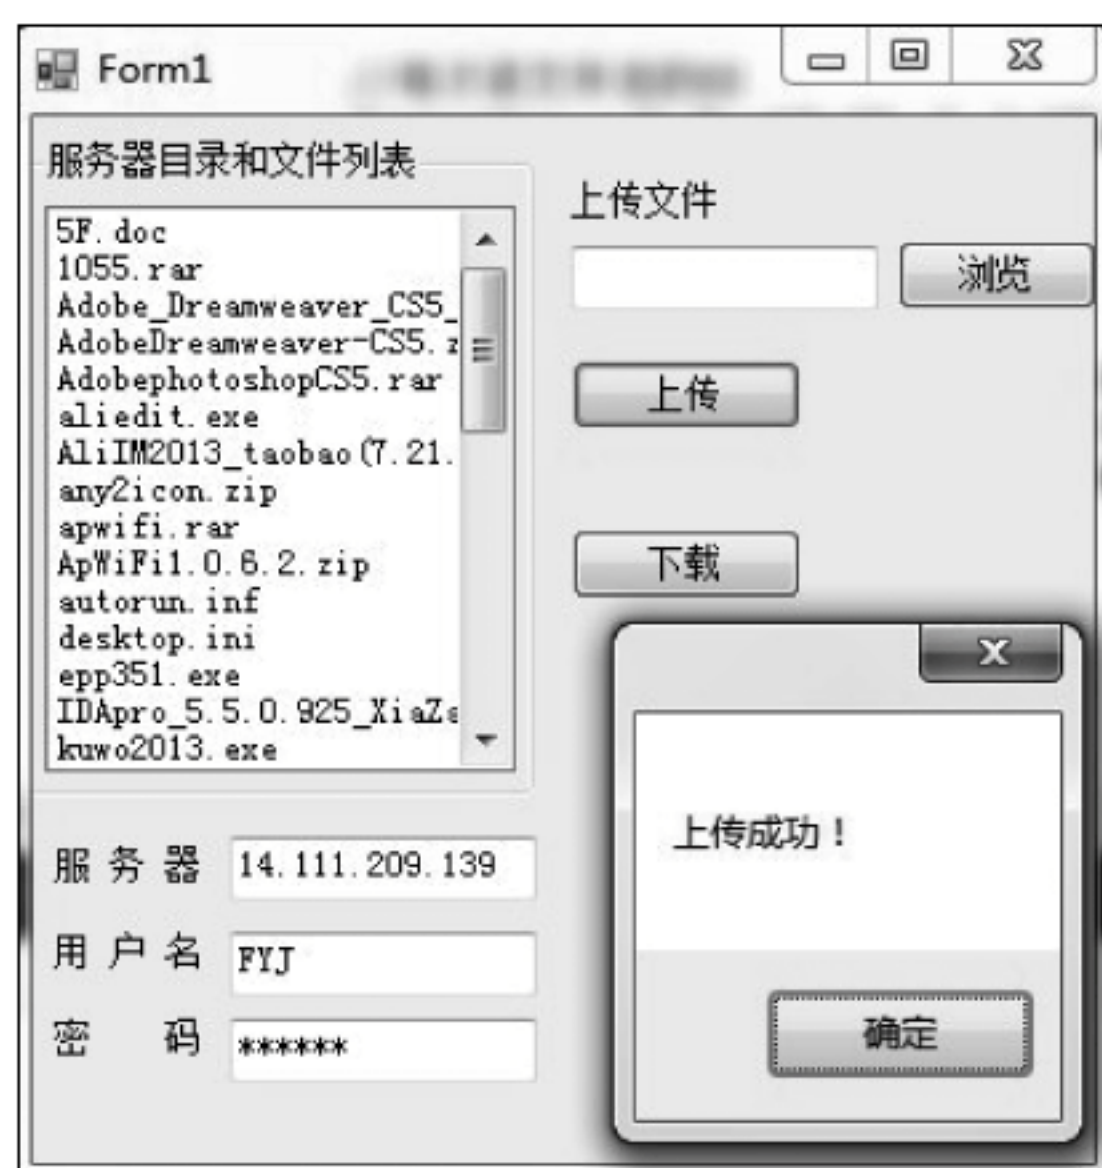 Form1
服务器目录和文件列表
5F.doc
1055.rar
Adobe_Dreamweaver_CS5_
AdobeDreamweaver-CS5.z
AdobephotoshopCS5.rar
aliedit.exe
AliIM2013_taobao(7.21.
any2icon.zip
apwifi.rar
ApWiFi1.0.6.2.zip
autorun.inf
desktop.ini
epp351.exe
IDApro_5.5.0.925_XiaZa
kuwo2013.exe
上传文件
浏览
上传
下载
服务器 14.111.209.139
用户名 FYJ
密 码 ******
上传成功！
确定